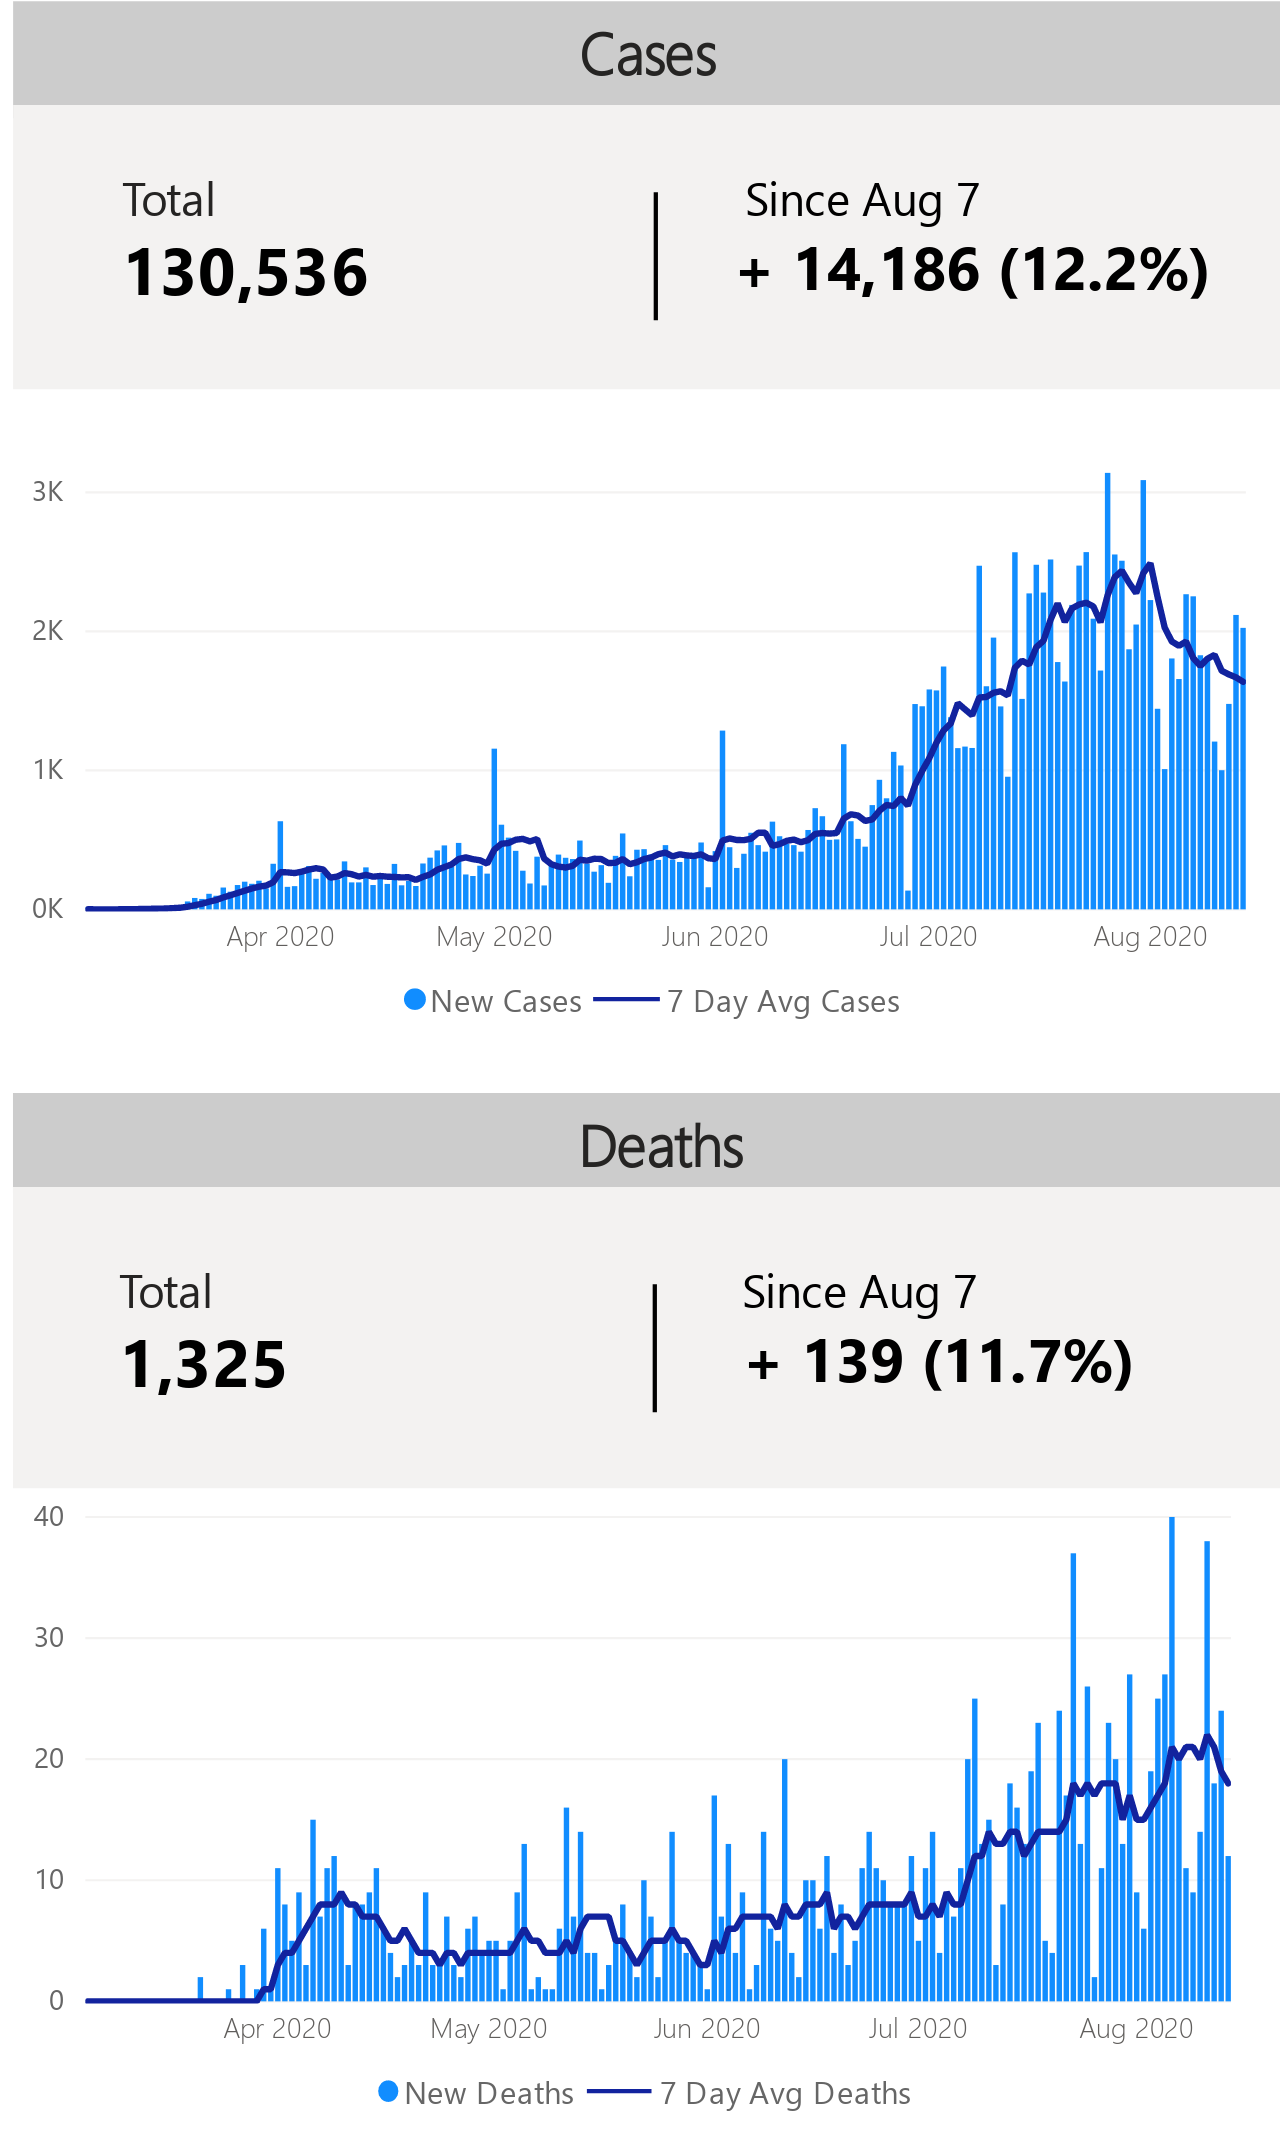 Cases
Total
Since Aug 7
130,536
+ 14,186 (12.2%)
3K
2K
1K
0K
Apr 2020 May 2020 Jun 2020 Jul 2020 Aug 2020
New Cases 7 Day Avg Cases
Deaths
Total
Since Aug 7
1,325
+ 139 (11.7%)
40
30
20
10
0
Apr 2020 May 2020 Jun 2020 Jul 2020 Aug 2020
New Deaths 7 Day Avg Deaths